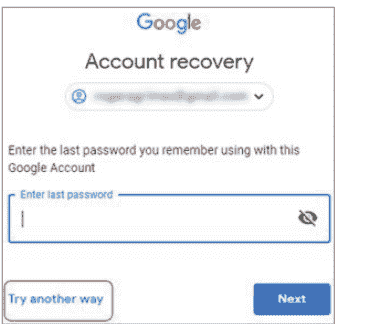 Google
Account recovery
Enter the last password you remember using with this
Google Account
Enter last password
Try another way
Next